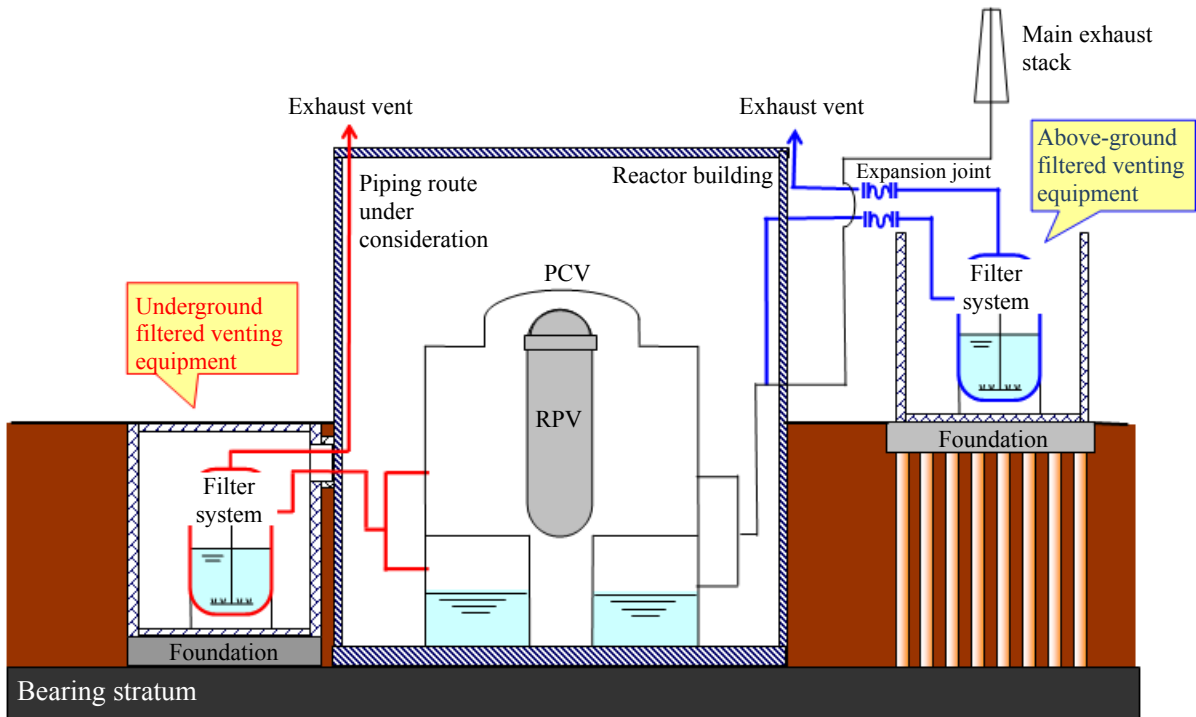 Main exhaust
stack
Exhaust vent
Exhaust vent
Above-ground
filtered venting
equipment
Expansion joint
Reactor building
Piping route
under
consideration
PCV
Filter
system
Underground
filtered venting
equipment
RPV
Foundation
Filter
system
Foundation
Bearing stratum